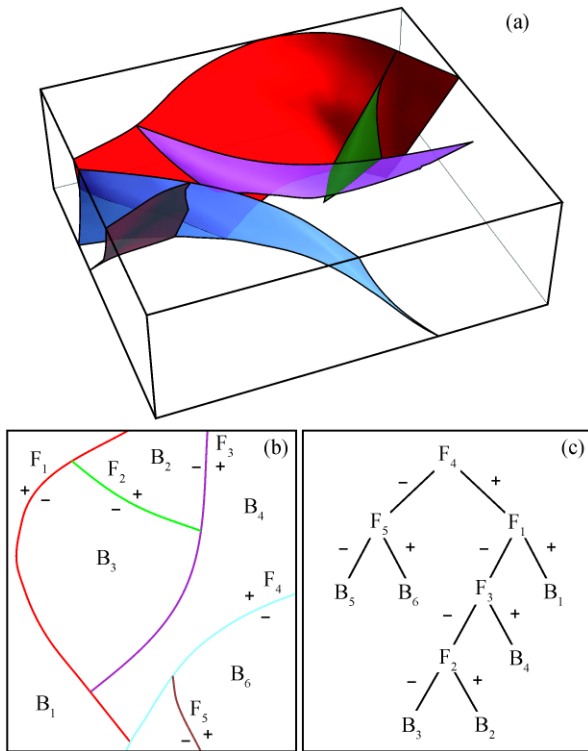 (a)
(b)
F₁
+
−
F₂
−
+
B₂
F₃
−
+
B₄
B₃
F₄
+
−
B₆
B₁
F₅
−
+
(c)
F₄
−
+
F₅
F₁
−
+
−
+
B₅
B₆
F₃
B₁
−
+
F₂
B₄
−
+
B₃
B₂